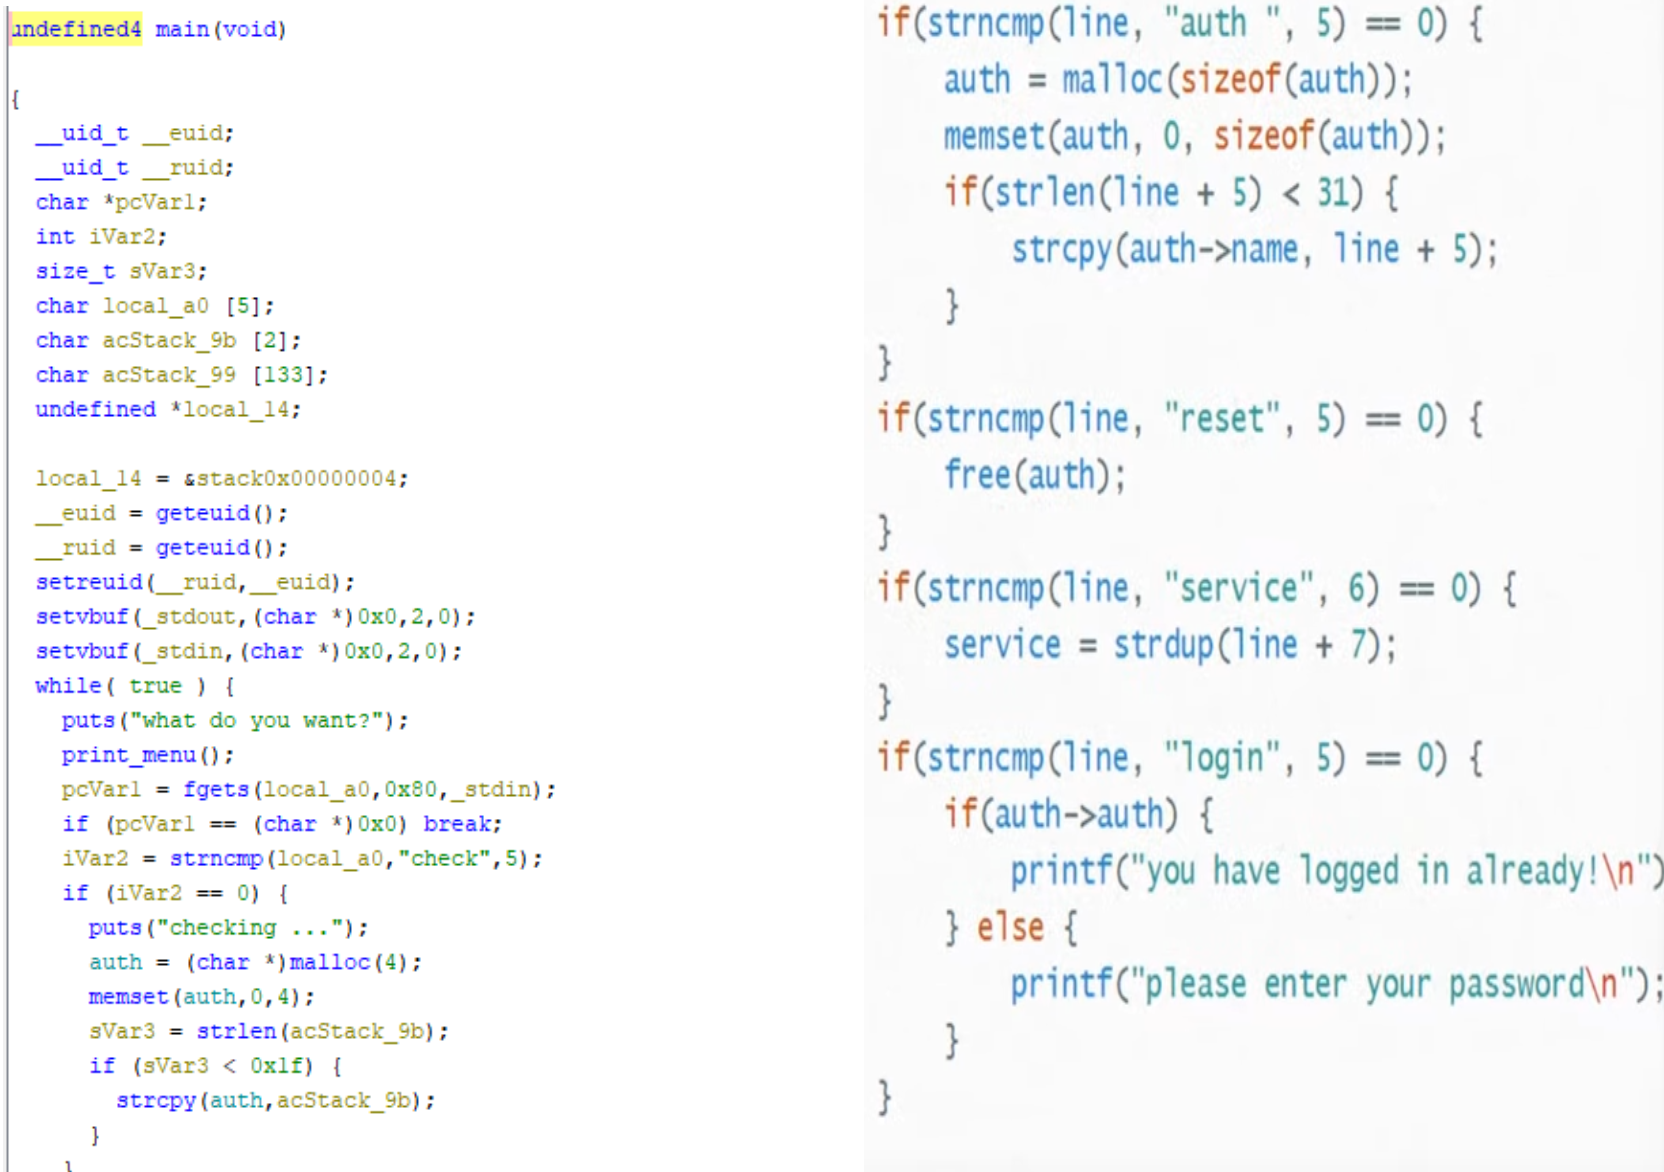 undefined4 main(void)
{
__uid_t __euid;
__uid_t __ruid;
char *pcVar1;
int iVar2;
size_t sVar3;
char local_a0 [5];
char acStack_9b [2];
char acStack_99 [133];
undefined *local_14;
local_14 = &stack0x00000004;
__euid = geteuid();
__ruid = geteuid();
setreuid(__ruid,__euid);
setvbuf(_stdout,(char *)0x0,2,0);
setvbuf(_stdin,(char *)0x0,2,0);
while( true ) {
puts("what do you want?");
print_menu();
pcVar1 = fgets(local_a0,0x80,_stdin);
if (pcVar1 == (char *)0x0) break;
iVar2 = strncmp(local_a0,"check",5);
if (iVar2 == 0) {
puts("checking ...");
auth = (char *)malloc(4);
memset(auth,0,4);
sVar3 = strlen(acStack_9b);
if (sVar3 < 0x1f) {
strcpy(auth,acStack_9b);
}
}
if(strncmp(line, "auth ", 5) == 0) {
auth = malloc(sizeof(auth));
memset(auth, 0, sizeof(auth));
if(strlen(line + 5) < 31) {
strcpy(auth->name, line + 5);
}
}
if(strncmp(line, "reset", 5) == 0) {
free(auth);
}
if(strncmp(line, "service", 6) == 0) {
service = strdup(line + 7);
}
if(strncmp(line, "login", 5) == 0) {
if(auth->auth) {
printf("you have logged in already!\n")
} else {
printf("please enter your password\n");
}
}